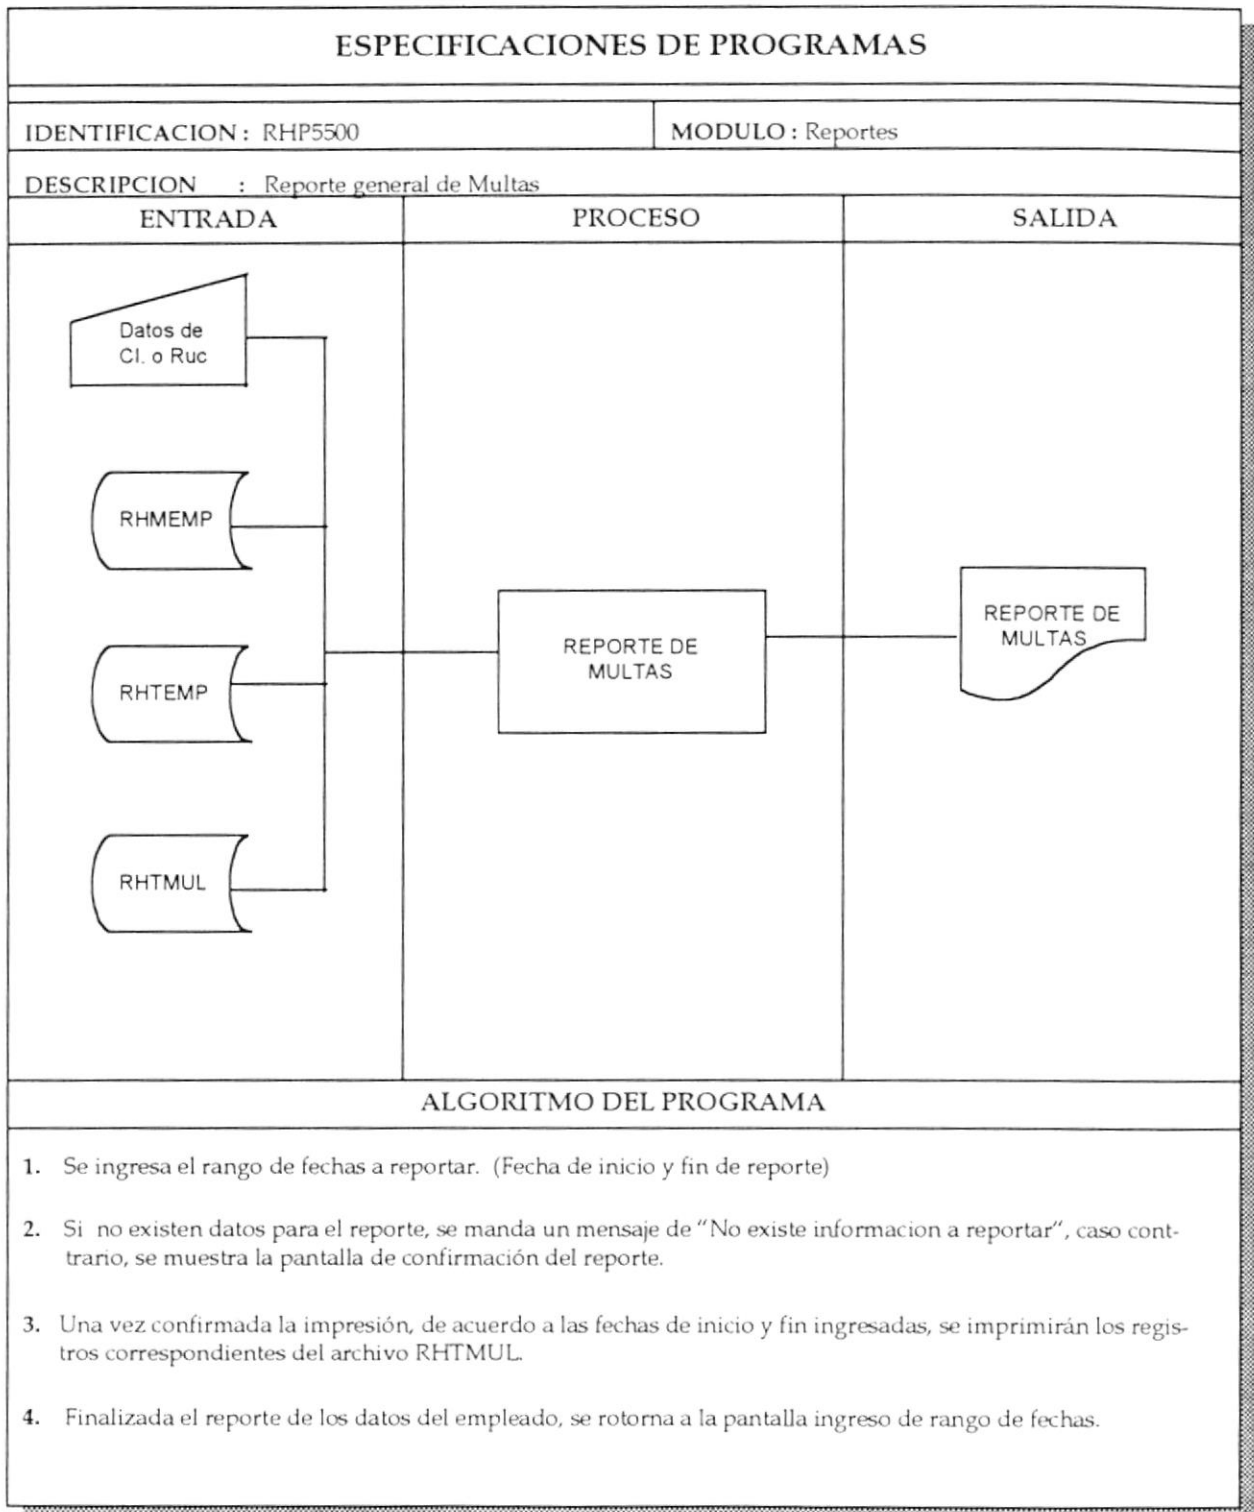 ESPECIFICACIONES DE PROGRAMAS
IDENTIFICACION : RHP5500
MODULO : Reportes
DESCRIPCION : Reporte general de Multas
ENTRADA
PROCESO
SALIDA
Datos de
CI. o Ruc
RHMEMP
RHTEMP
RHTMUL
REPORTE DE
MULTAS
REPORTE DE
MULTAS
ALGORITMO DEL PROGRAMA
1. Se ingresa el rango de fechas a reportar. (Fecha de inicio y fin de reporte)
2. Si no existen datos para el reporte, se manda un mensaje de "No existe informacion a reportar", caso cont-
trario, se muestra la pantalla de confirmación del reporte.
3. Una vez confirmada la impresión, de acuerdo a las fechas de inicio y fin ingresadas, se imprimirán los regis-
tros correspondientes del archivo RHTMUL.
4. Finalizada el reporte de los datos del empleado, se rotorna a la pantalla ingreso de rango de fechas.